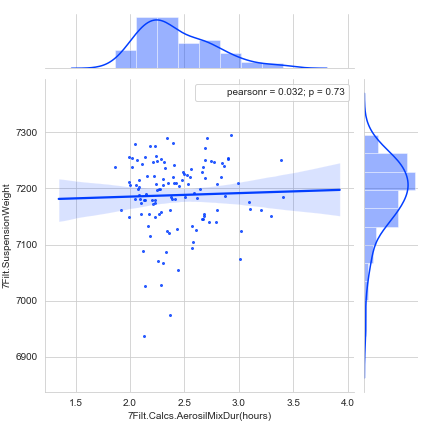 pearsonr = 0.032; p = 0.73
7300
7200
7100
7000
6900
7Filt.SuspensionWeight
1.5 2.0 2.5 3.0 3.5 4.0
7Filt.Calcs.AerosilMixDur(hours)